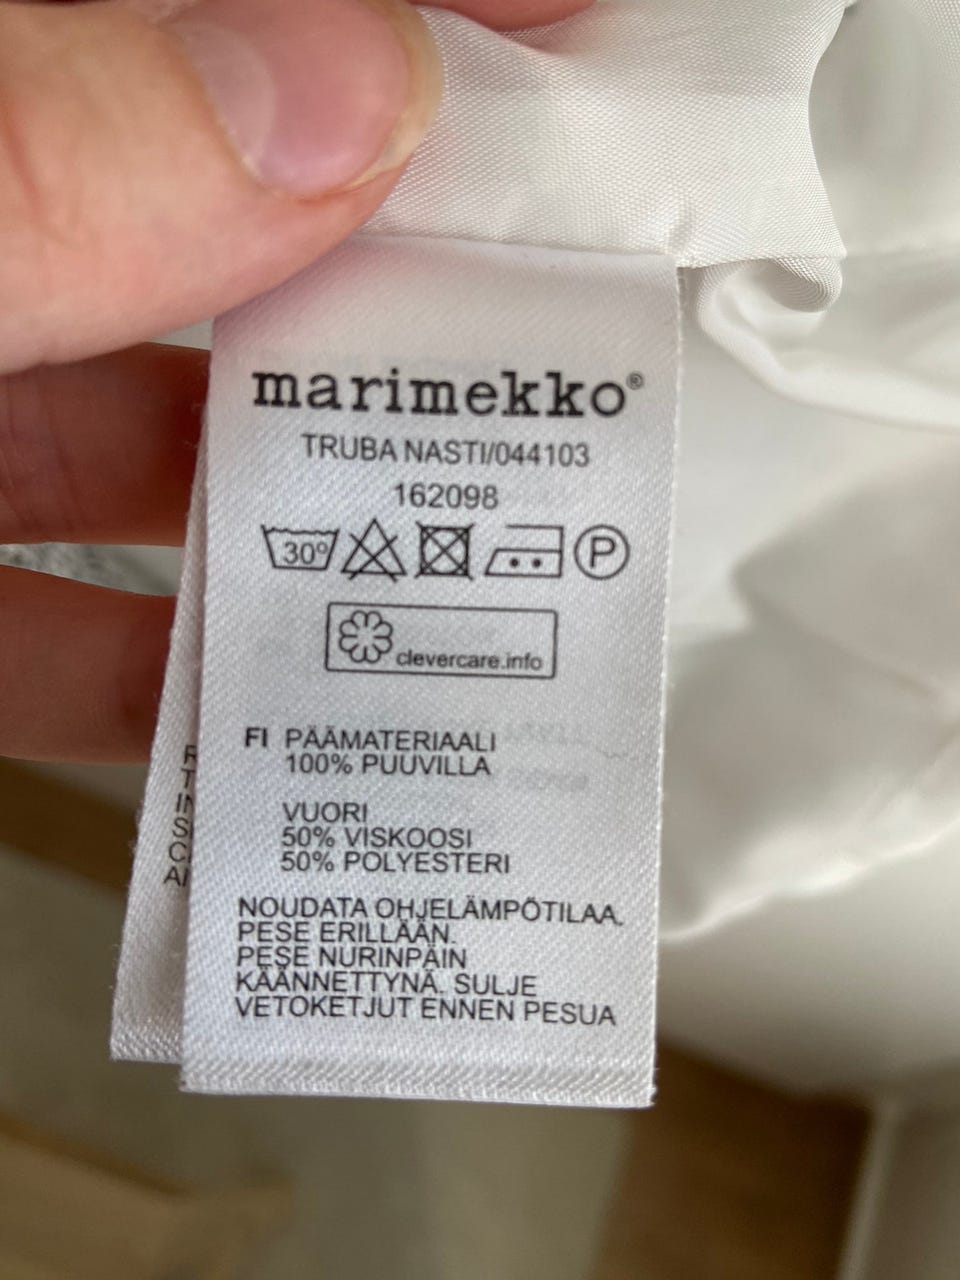 marimekko®
TRUBA NASTI/044103
162098
30° P
clevercare.info
FI PÄÄMATERIAALI
100% PUUVILLA
VUORI
50% VISKOOSI
50% POLYESTERI
NOUDATA OHJELÄMPÖTILAA.
PESE ERILLÄÄN.
PESE NURINPÄIN
KÄÄNNETTYNÄ. SULJE
VETOKETJUT ENNEN PESUA